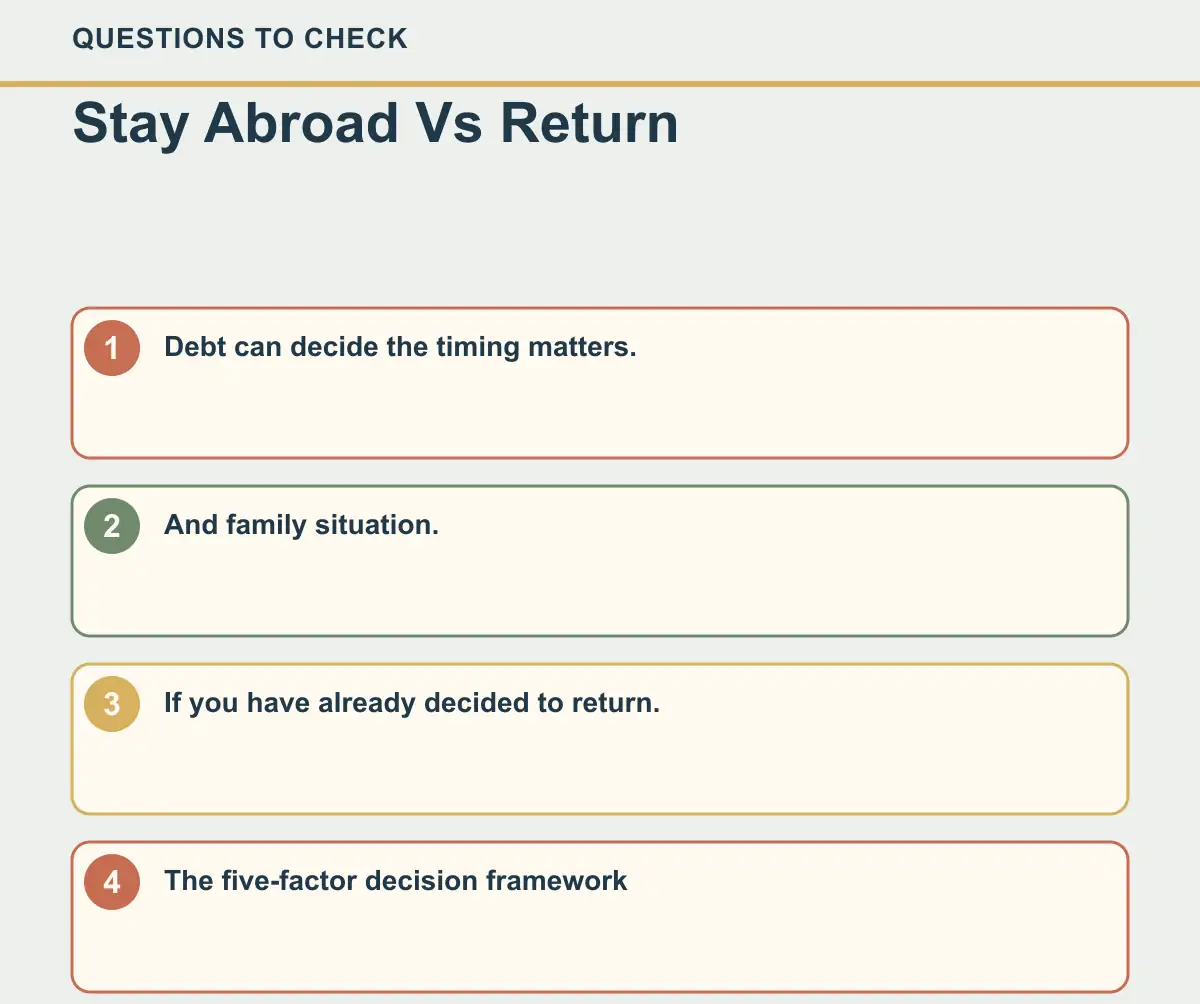 QUESTIONS TO CHECK
Stay Abroad Vs Return
1
Debt can decide the timing matters.
2
And family situation.
3
If you have already decided to return.
4
The five-factor decision framework